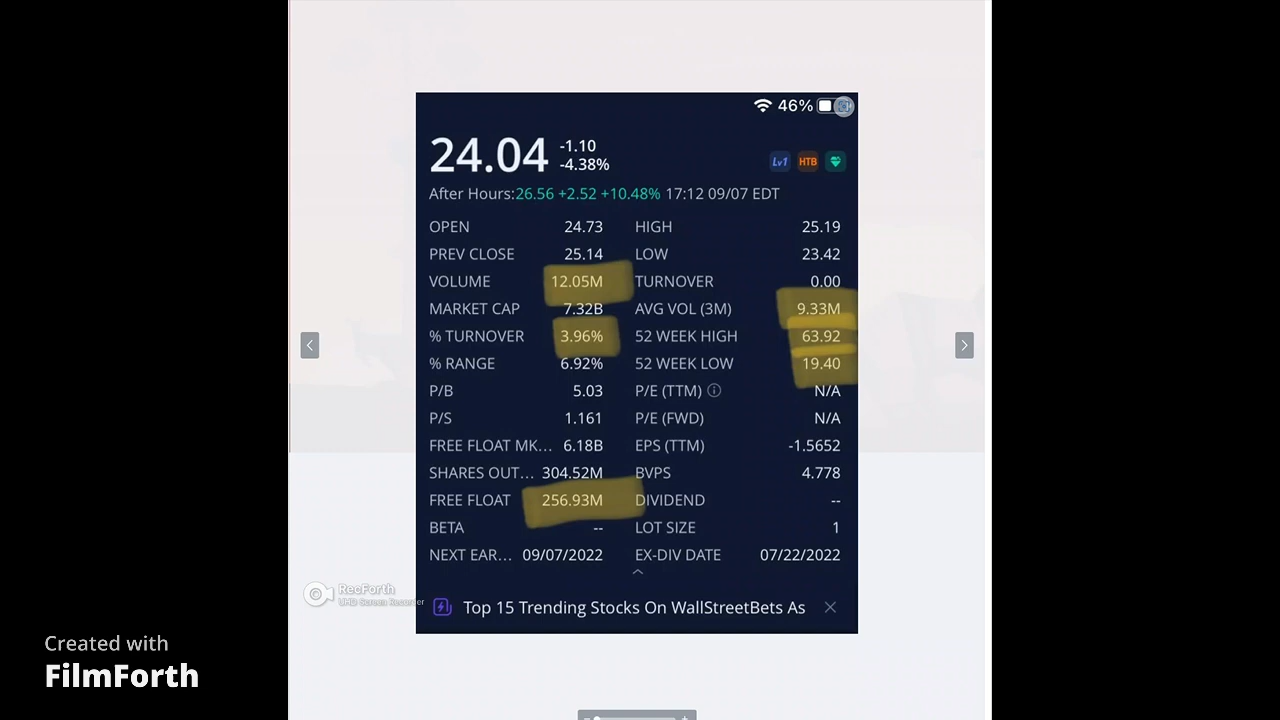 46%
24.04 -1.10
-4.38%
Lv1 HTB
After Hours:26.56 +2.52 +10.48% 17:12 09/07 EDT
OPEN 24.73 HIGH 25.19
PREV CLOSE 25.14 LOW 23.42
VOLUME 12.05M TURNOVER 0.00
MARKET CAP 7.32B AVG VOL (3M) 9.33M
% TURNOVER 3.96% 52 WEEK HIGH 63.92
% RANGE 6.92% 52 WEEK LOW 19.40
P/B 5.03 P/E (TTM) N/A
P/S 1.161 P/E (FWD) N/A
FREE FLOAT MK... 6.18B EPS (TTM) -1.5652
SHARES OUT... 304.52M BVPS 4.778
FREE FLOAT 256.93M DIVIDEND --
BETA -- LOT SIZE 1
NEXT EAR... 09/07/2022 EX-DIV DATE 07/22/2022
Top 15 Trending Stocks On WallStreetBets As
RecForth
UHD Screen Recorder
Created with
FilmForth